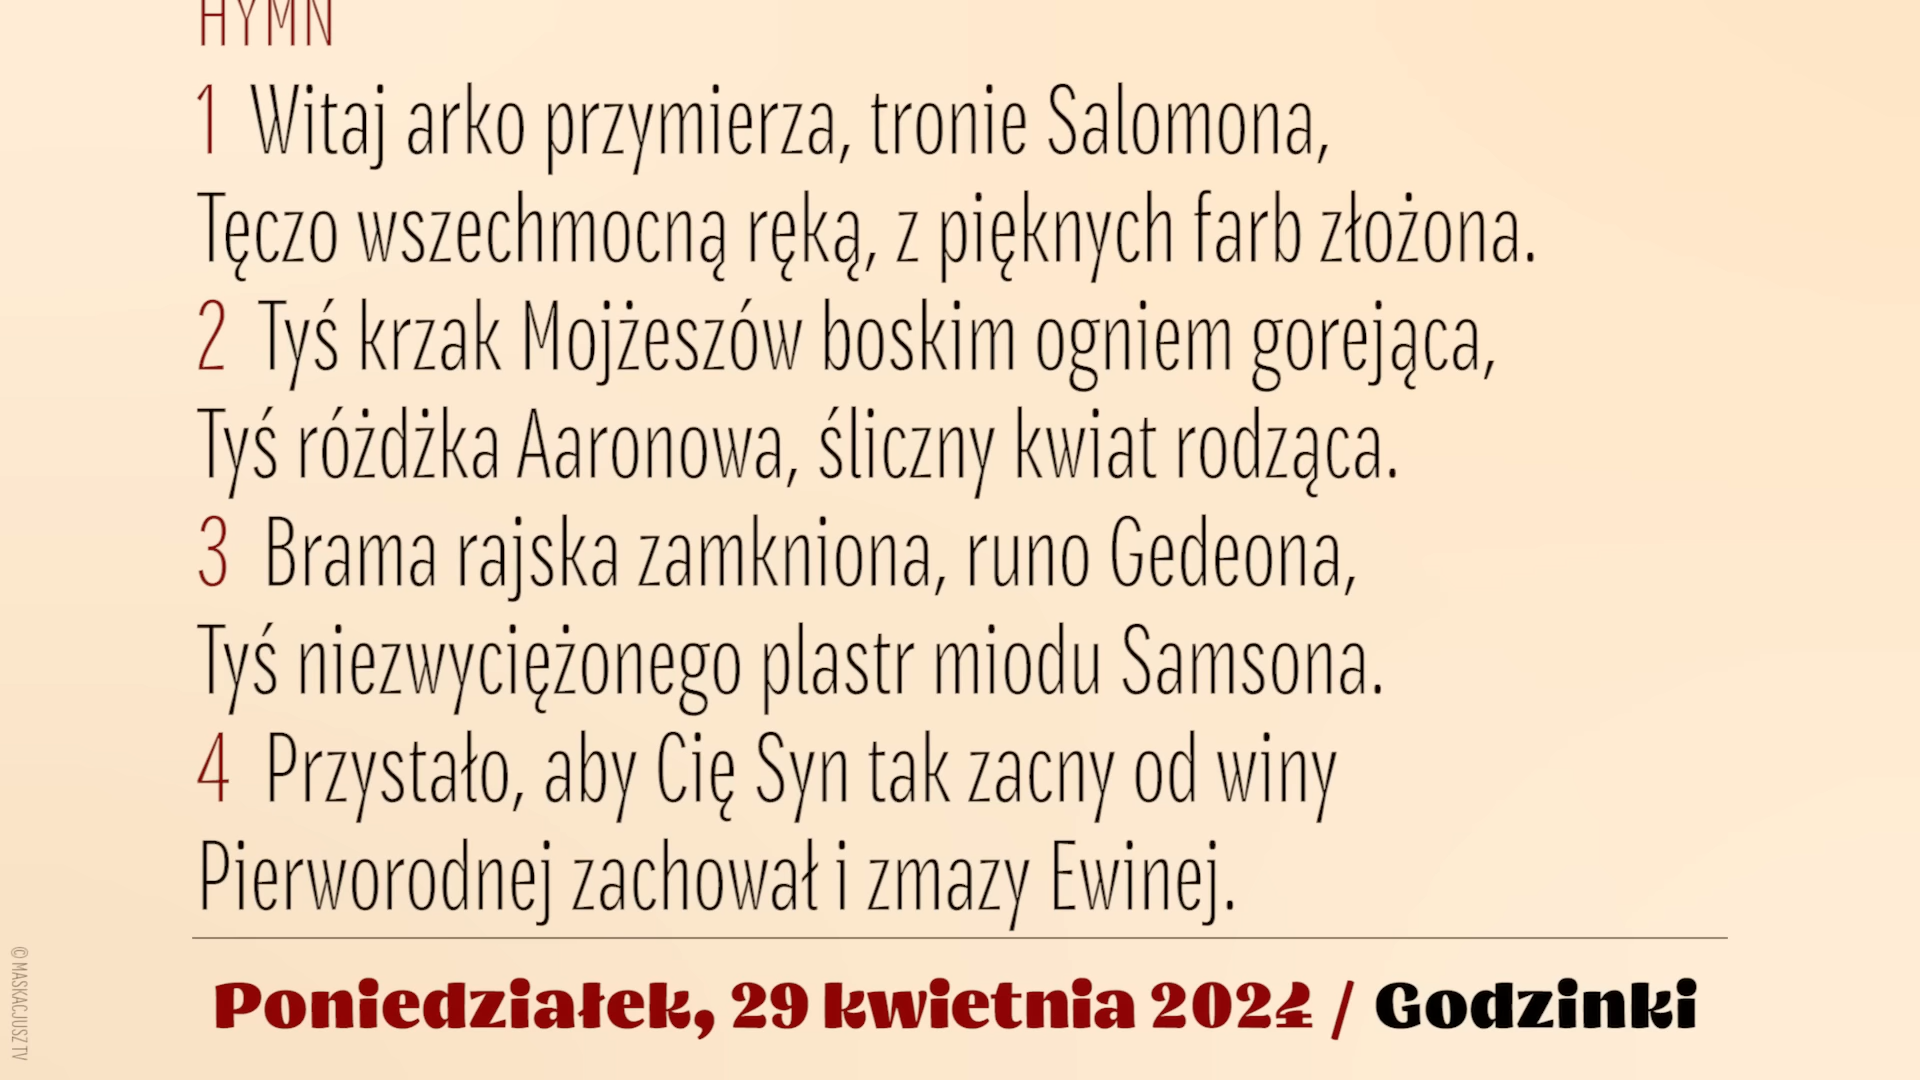 HYMN
1 Witaj arko przymierza, tronie Salomona,
Tęczo wszechmocną ręką, z pięknych farb złożona.
2 Tyś krzak Mojżeszów boskim ogniem gorejąca,
Tyś różdżka Aaronowa, śliczny kwiat rodząca.
3 Brama rajska zamkniona, runo Gedeona,
Tyś niezwyciężonego plastr miodu Samsona.
4 Przystało, aby Cię Syn tak zacny od winy
Pierworodnej zachował i zmazy Ewinej.
Poniedziałek, 29 kwietnia 2024 / Godzinki
© MASKACJUSZ TV